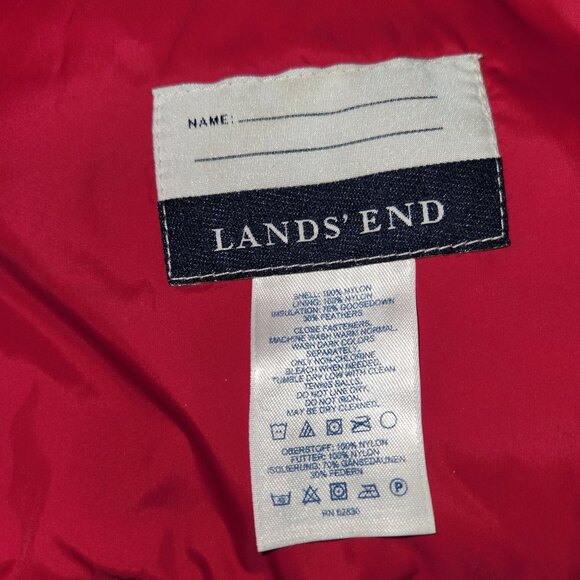 NAME:
LANDS' END
SHELL: 100% NYLON
LINING: 100% NYLON
INSULATION: 70% GOOSEDOWN
30% FEATHERS
CLOSE FASTENERS.
MACHINE WASH WARM NORMAL.
WASH DARK COLORS
SEPARATELY.
ONLY NON-CHLORINE
BLEACH WHEN NEEDED.
TUMBLE DRY LOW WITH CLEAN
TENNIS BALLS.
DO NOT LINE DRY.
DO NOT IRON.
MAY BE DRY CLEANED.
OBERSTOFF: 100% NYLON
FUTTER: 100% NYLON
ISOLIERUNG: 70% GÄNSEDAUNEN
30% FEDERN
P
RN 62830